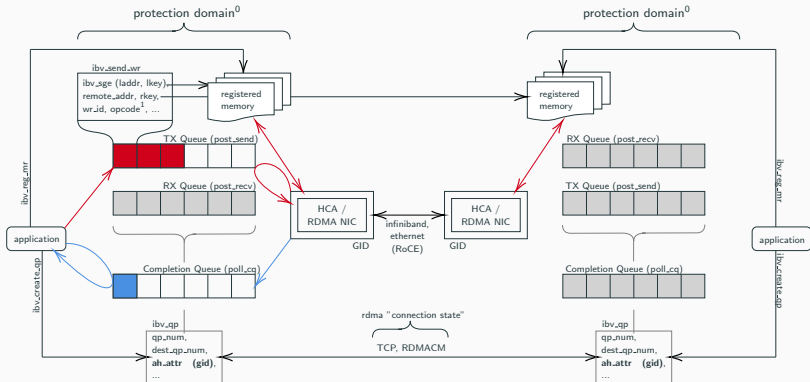 protection domain⁰
protection domain⁰
ibv_send_wr
ibv_sge (laddr, lkey),
remote_addr, rkey,
wr_id, opcode¹, ...
registered
memory
registered
memory
TX Queue (post_send)
RX Queue (post_recv)
ibv_reg_mr
ibv_reg_mr
RX Queue (post_recv)
TX Queue (post_send)
HCA /
RDMA NIC
GID
infiniband,
ethernet
(RoCE)
HCA /
RDMA NIC
GID
application
application
Completion Queue (poll_cq)
Completion Queue (poll_cq)
ibv_create_qp
ibv_create_qp
rdma "connection state"
TCP, RDMACM
ibv_qp
qp_num,
dest_qp_num,
ah_attr (gid),
...
ibv_qp
qp_num,
dest_qp_num,
ah_attr (gid),
...